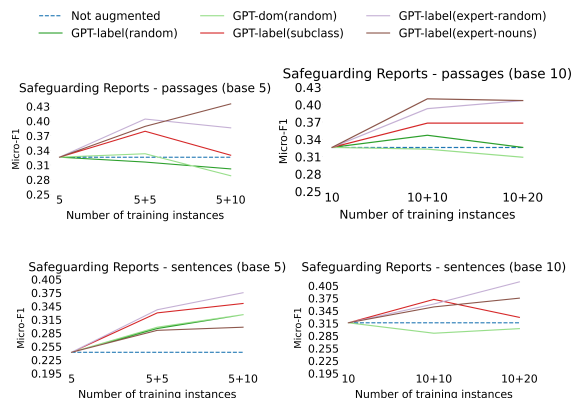 Not augmented GPT-dom(random) GPT-label(expert-random)
GPT-label(random) GPT-label(subclass) GPT-label(expert-nouns)
Safeguarding Reports - passages (base 5)
0.43
0.40
0.37
0.34
0.31
0.28
0.25
Micro-F1
5 5+5 5+10
Number of training instances
Safeguarding Reports - passages (base 10)
0.43
0.40
0.37
0.34
0.31
0.28
0.25
Micro-F1
10 10+10 10+20
Number of training instances
Safeguarding Reports - sentences (base 5)
0.405
0.375
0.345
0.315
0.285
0.255
0.225
0.195
Micro-F1
5 5+5 5+10
Number of training instances
Safeguarding Reports - sentences (base 10)
0.405
0.375
0.345
0.315
0.285
0.255
0.225
0.195
Micro-F1
10 10+10 10+20
Number of training instances